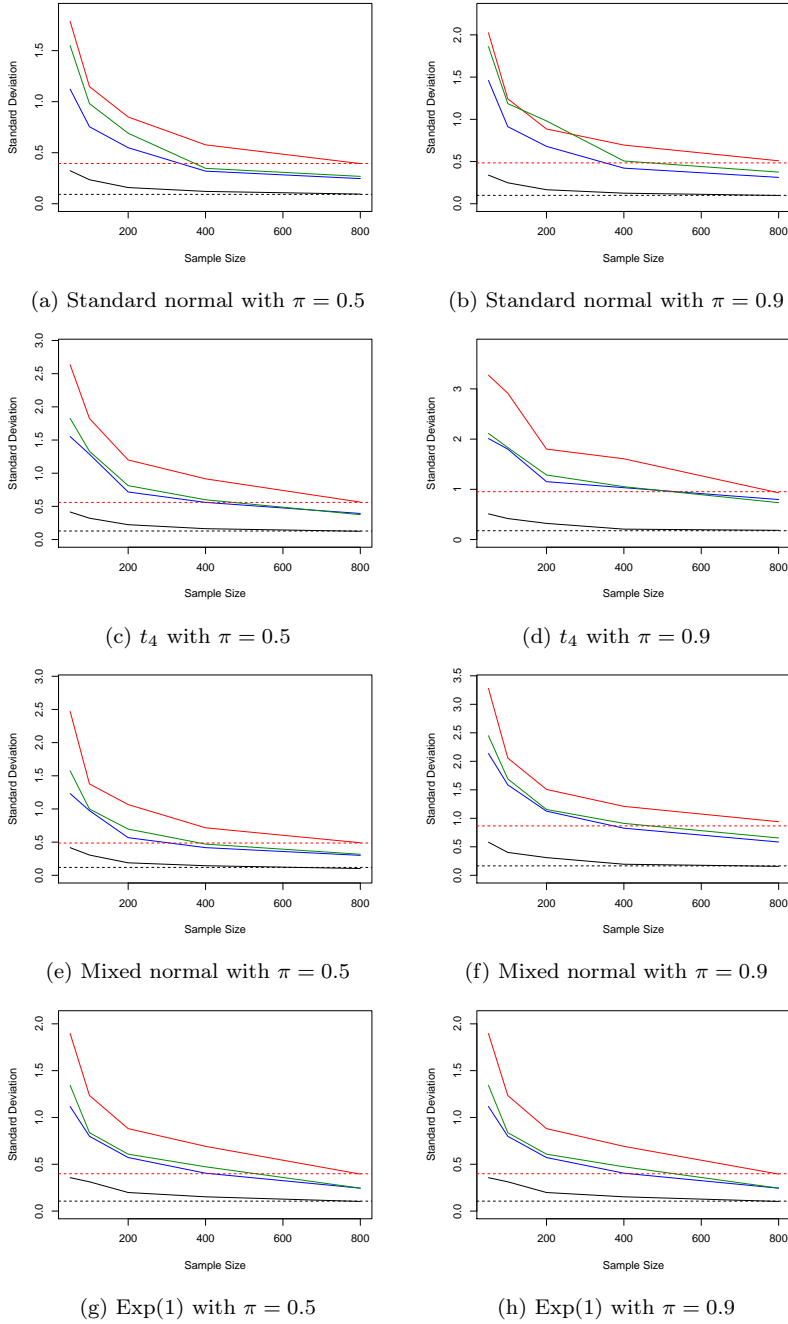 Standard Deviation
0.0 0.5 1.0 1.5
200 400 600 800
Sample Size
(a) Standard normal with π = 0.5
Standard Deviation
0.0 0.5 1.0 1.5 2.0
200 400 600 800
Sample Size
(b) Standard normal with π = 0.9
Standard Deviation
0.0 0.5 1.0 1.5 2.0 2.5 3.0
200 400 600 800
Sample Size
(c) t₄ with π = 0.5
Standard Deviation
0 1 2 3
200 400 600 800
Sample Size
(d) t₄ with π = 0.9
Standard Deviation
0.0 0.5 1.0 1.5 2.0 2.5 3.0
200 400 600 800
Sample Size
(e) Mixed normal with π = 0.5
Standard Deviation
0.0 0.5 1.0 1.5 2.0 2.5 3.0 3.5
200 400 600 800
Sample Size
(f) Mixed normal with π = 0.9
Standard Deviation
0.0 0.5 1.0 1.5 2.0
200 400 600 800
Sample Size
(g) Exp(1) with π = 0.5
Standard Deviation
0.0 0.5 1.0 1.5 2.0
200 400 600 800
Sample Size
(h) Exp(1) with π = 0.9